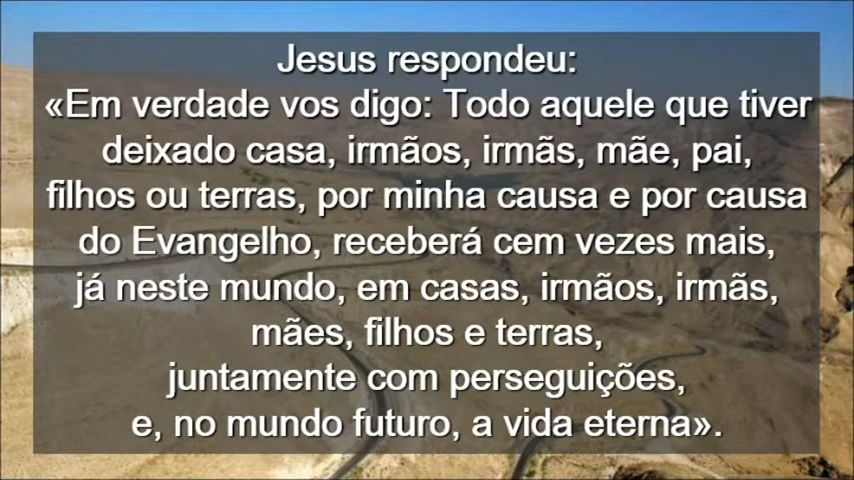 Jesus respondeu:
«Em verdade vos digo: Todo aquele que tiver
deixado casa, irmãos, irmãs, mãe, pai,
filhos ou terras, por minha causa e por causa
do Evangelho, receberá cem vezes mais,
já neste mundo, em casas, irmãos, irmãs,
mães, filhos e terras,
juntamente com perseguições,
e, no mundo futuro, a vida eterna».